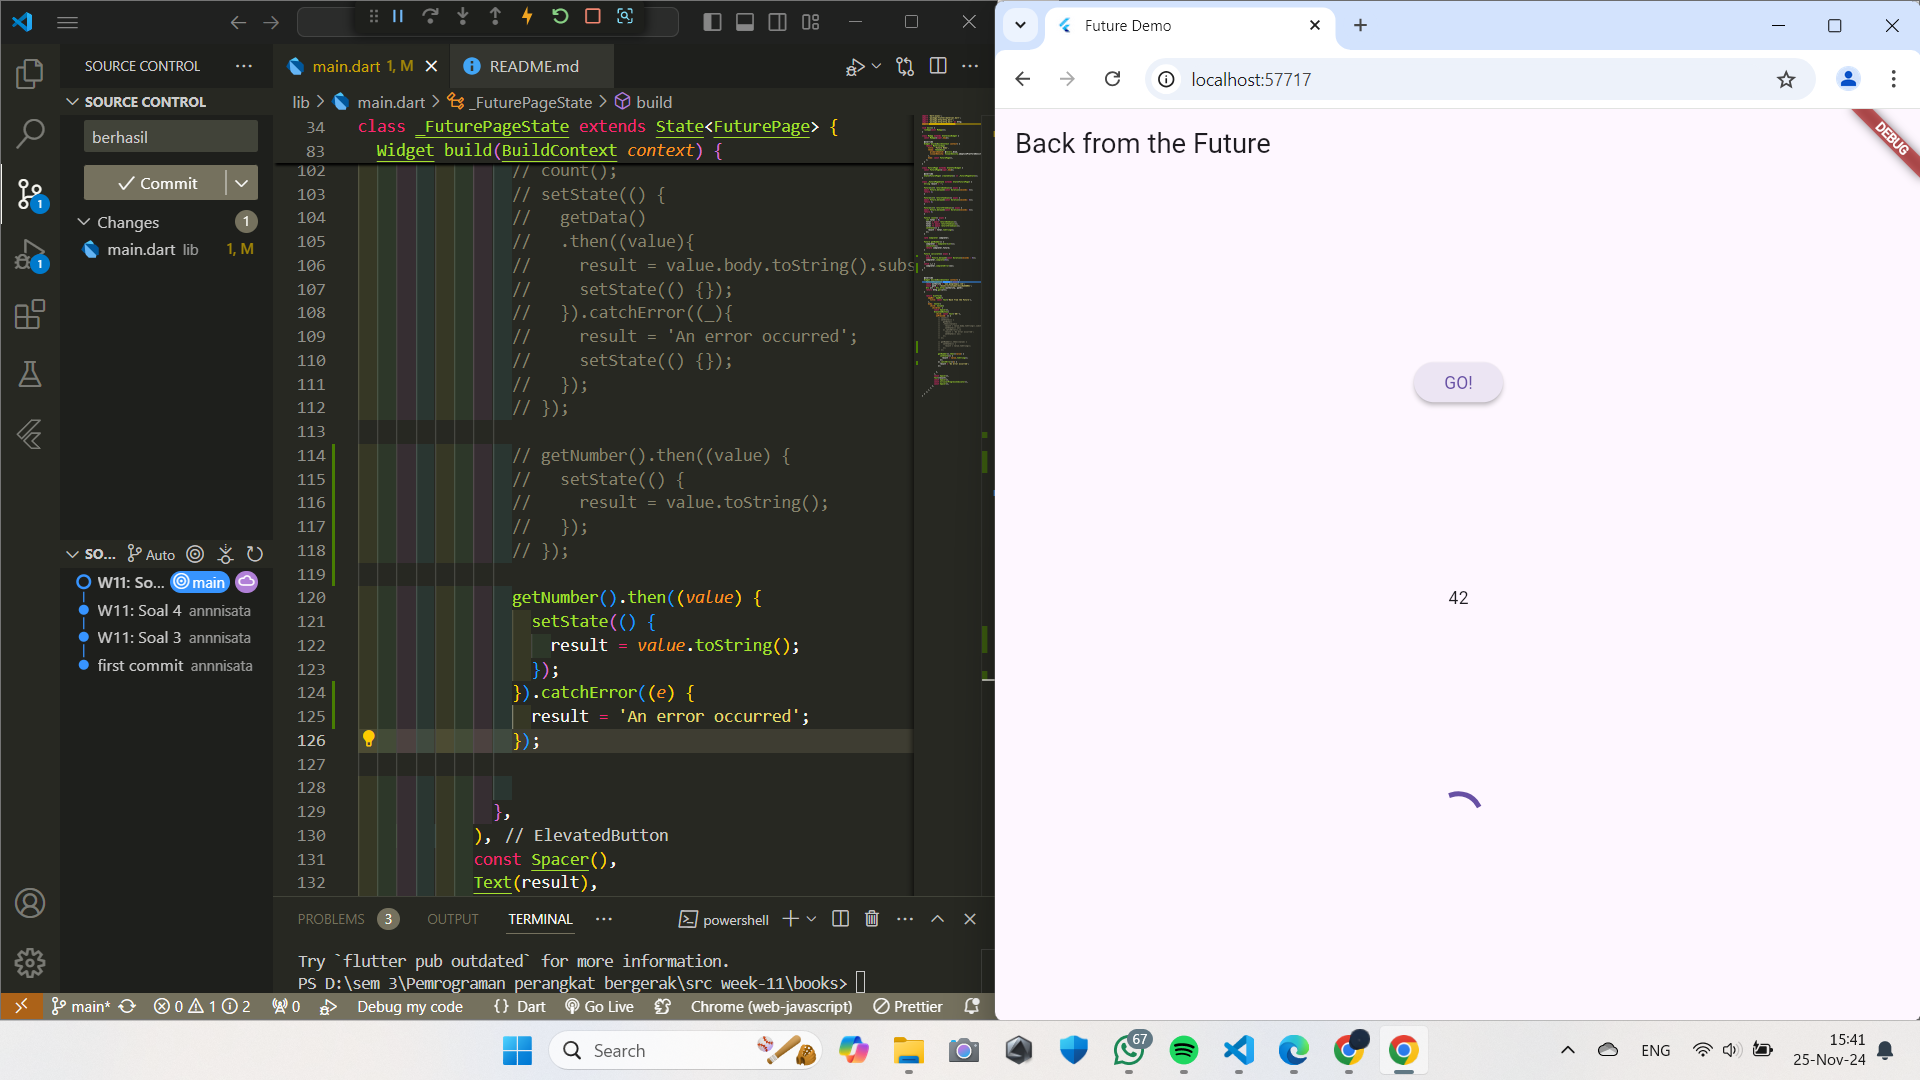 SOURCE CONTROL
SOURCE CONTROL
berhasil
Commit
1
Changes
1
main.dart lib 1, M
1
SO... Auto
W11: So... main
W11: Soal 4 annnisata
W11: Soal 3 annnisata
first commit annnisata
main.dart 1, M
README.md
lib > main.dart > _FuturePageState > build
34 class _FuturePageState extends State<FuturePage> {
83 Widget build(BuildContext context) {
102 // count();
103 // setState(() {
104 //   getData()
105 //   .then((value){
106 //     result = value.body.toString().subs
107 //     setState(() {});
108 //   }).catchError((_){
109 //     result = 'An error occurred';
110 //     setState(() {});
111 //   });
112 // });
113
114 // getNumber().then((value) {
115 //   setState(() {
116 //     result = value.toString();
117 //   });
118 // });
119
120 getNumber().then((value) {
121   setState(() {
122     result = value.toString();
123   });
124 }).catchError((e) {
125   result = 'An error occurred';
126 });
127
128
129 },
130 ), // ElevatedButton
131 const Spacer(),
132 Text(result),
PROBLEMS 3 OUTPUT TERMINAL powershell
Try `flutter pub outdated` for more information.
PS D:\sem 3\Pemrograman perangkat bergerak\src week-11\books>
main* 0 1 2 0 Debug my code {} Dart Go Live Chrome (web-javascript) Prettier
Future Demo
localhost:57717
DEBUG
Back from the Future
GO!
42
Search
67
ENG
15:41
25-Nov-24